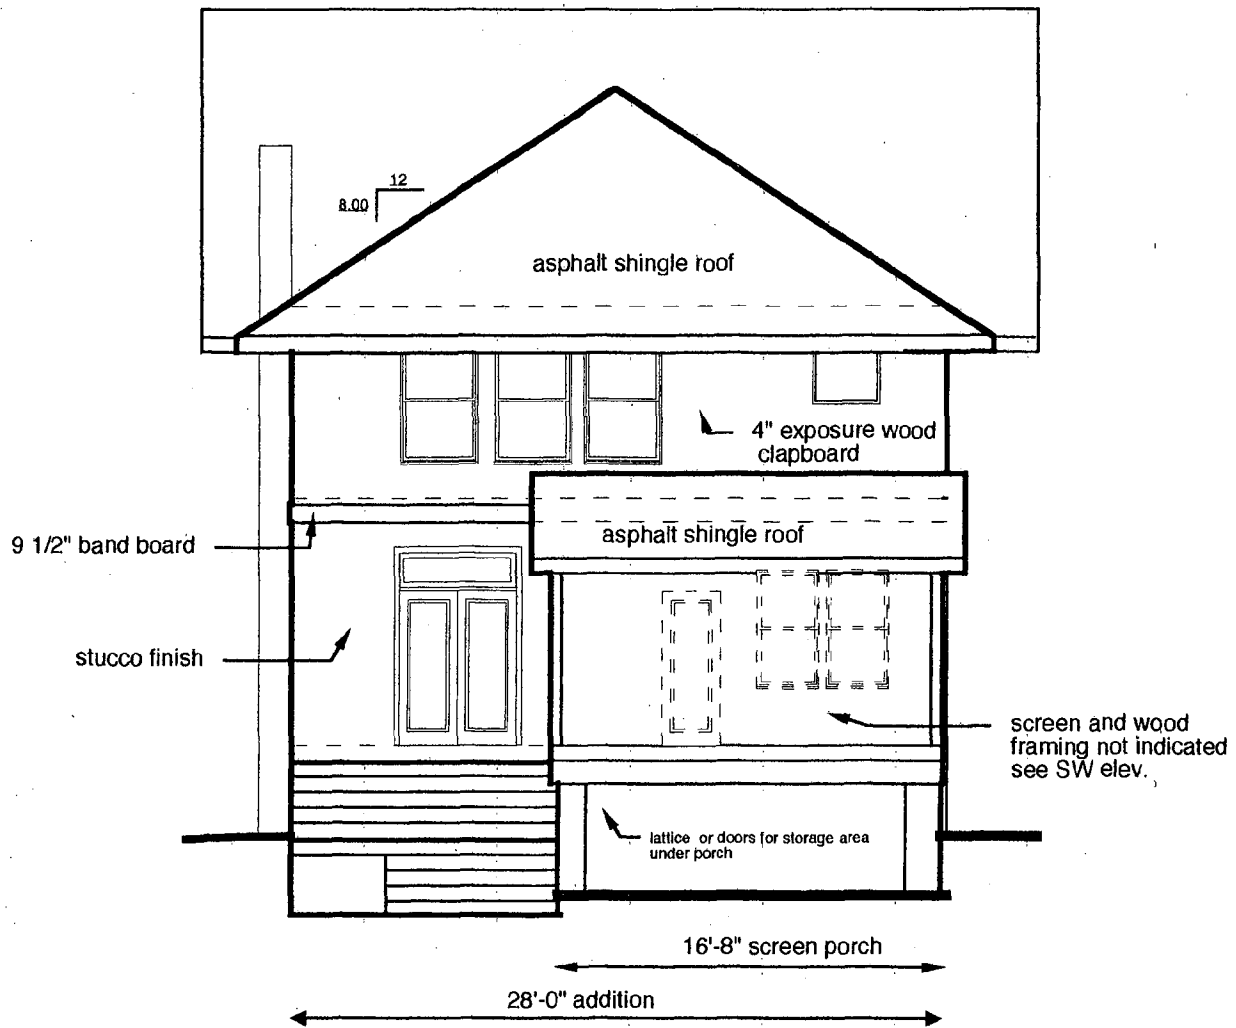 12
8.00
asphalt shingle roof
4" exposure wood
clapboard
asphalt shingle roof
9 1/2" band board
stucco finish
screen and wood
framing not indicated
see SW elev.
lattice or doors for storage area
under porch
16'-8" screen porch
28'-0" addition